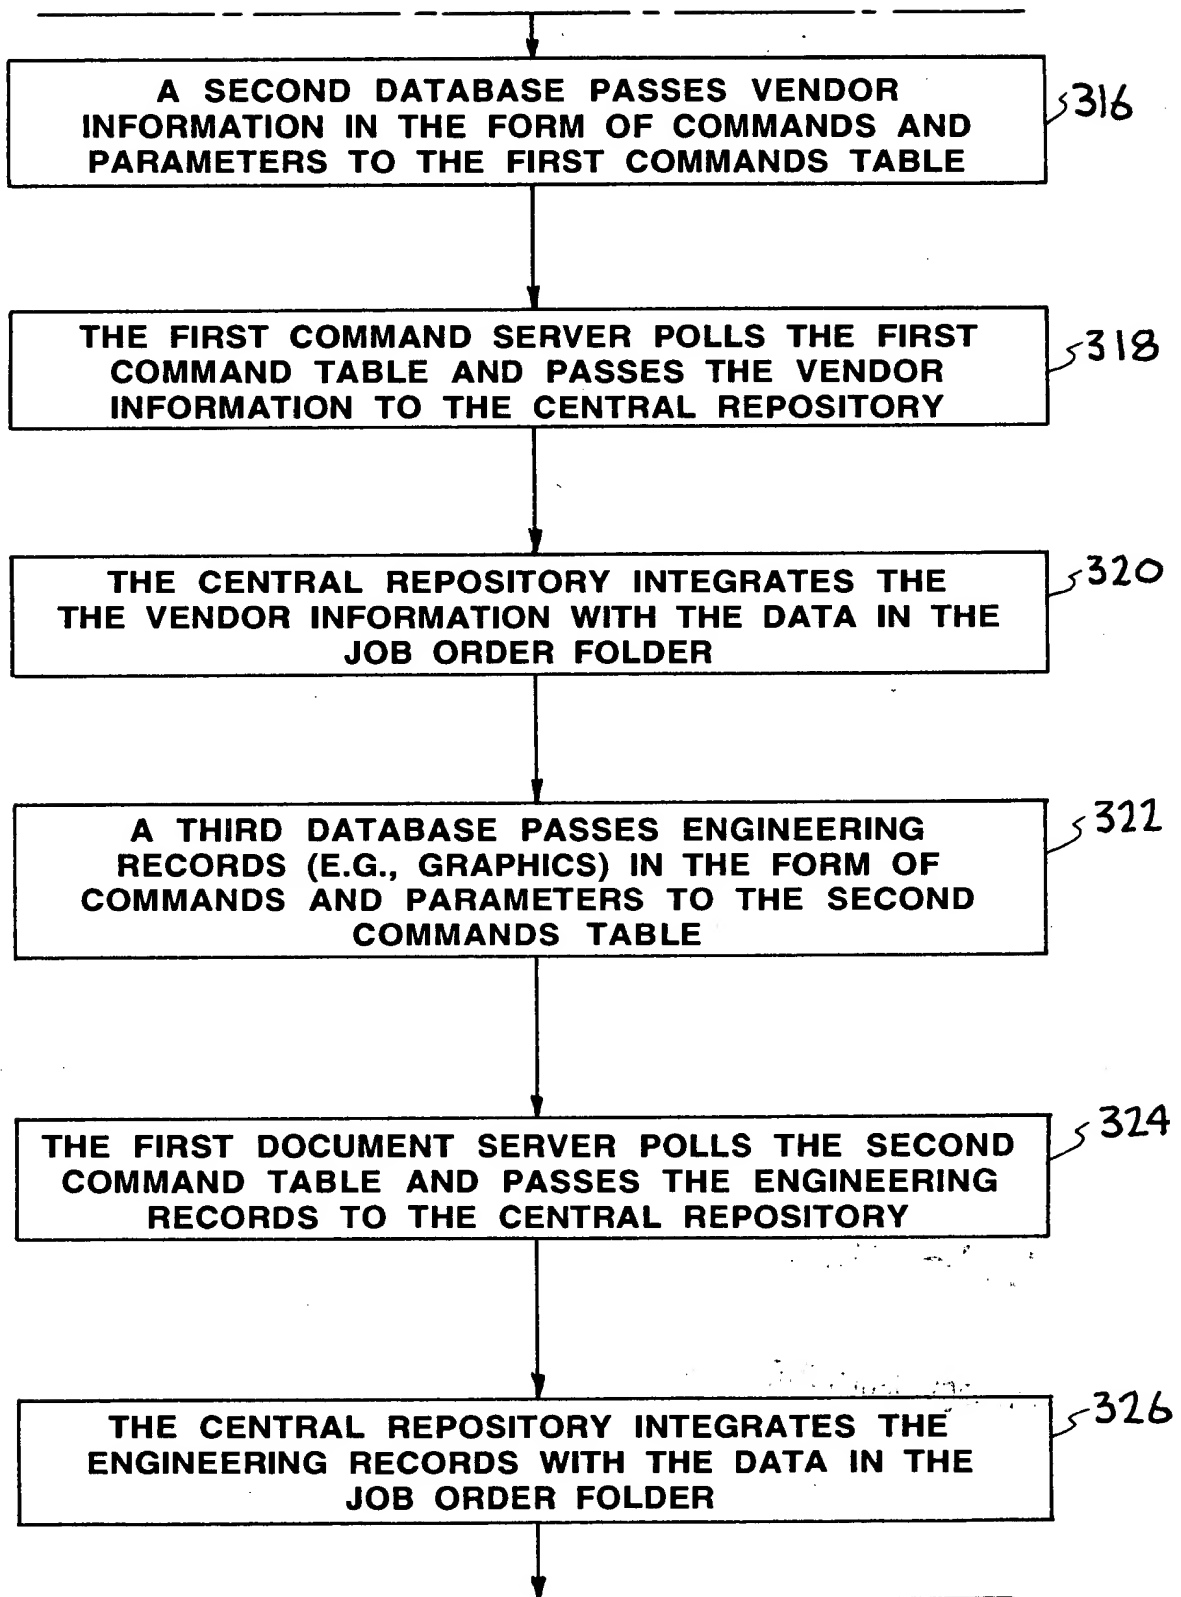 A SECOND DATABASE PASSES VENDOR
INFORMATION IN THE FORM OF COMMANDS AND
PARAMETERS TO THE FIRST COMMANDS TABLE
316
THE FIRST COMMAND SERVER POLLS THE FIRST
COMMAND TABLE AND PASSES THE VENDOR
INFORMATION TO THE CENTRAL REPOSITORY
318
THE CENTRAL REPOSITORY INTEGRATES THE
THE VENDOR INFORMATION WITH THE DATA IN THE
JOB ORDER FOLDER
320
A THIRD DATABASE PASSES ENGINEERING
RECORDS (E.G., GRAPHICS) IN THE FORM OF
COMMANDS AND PARAMETERS TO THE SECOND
COMMANDS TABLE
322
THE FIRST DOCUMENT SERVER POLLS THE SECOND
COMMAND TABLE AND PASSES THE ENGINEERING
RECORDS TO THE CENTRAL REPOSITORY
324
THE CENTRAL REPOSITORY INTEGRATES THE
ENGINEERING RECORDS WITH THE DATA IN THE
JOB ORDER FOLDER
326